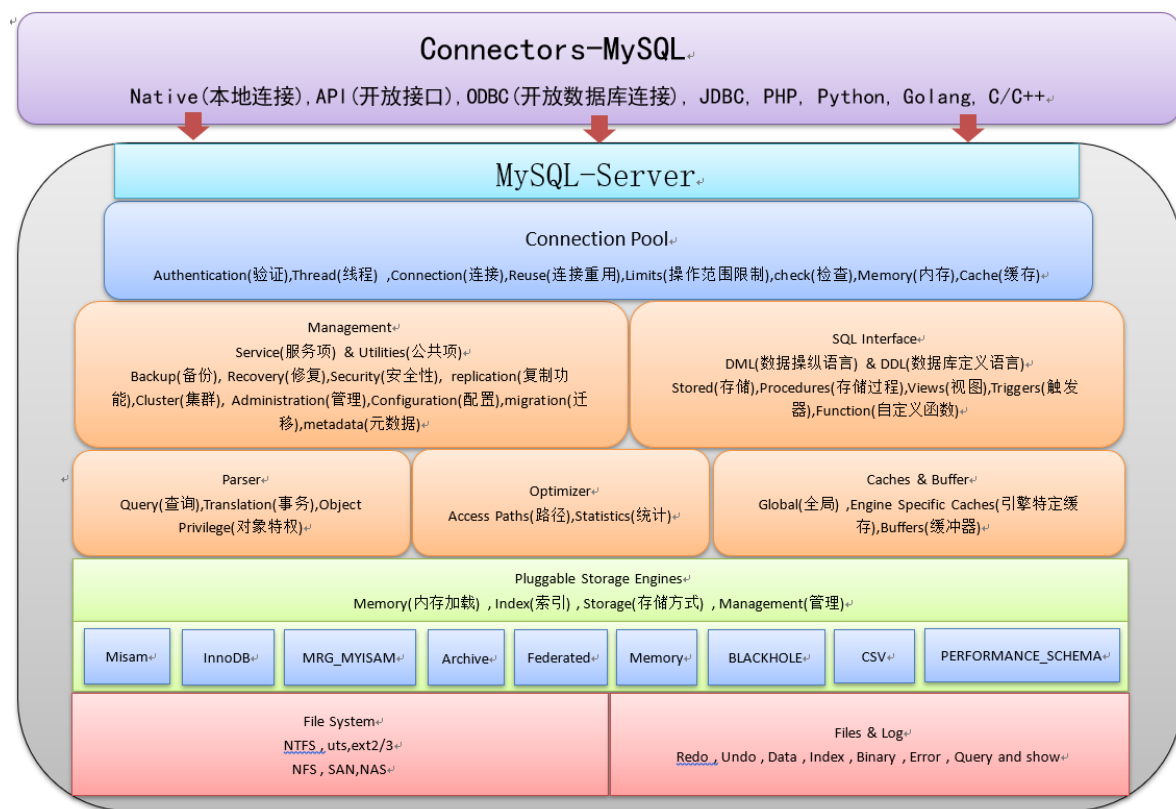 Connectors-MySQL
Native(本地连接),API(开放接口),ODBC(开放数据库连接), JDBC, PHP, Python, Golang, C/C++
MySQL-Server
Connection Pool
Authentication(验证),Thread(线程) ,Connection(连接),Reuse(连接重用),Limits(操作范围限制),check(检查),Memory(内存),Cache(缓存)
Management
Service(服务项) & Utilities(公共项)
Backup(备份), Recovery(修复),Security(安全性), replication(复制功
能),Cluster(集群), Administration(管理),Configuration(配置),migration(迁
移),metadata(元数据)
SQL Interface
DML(数据操纵语言) & DDL(数据库定义语言)
Stored(存储),Procedures(存储过程),Views(视图),Triggers(触发
器),Function(自定义函数)
Parser
Query(查询),Translation(事务),Object
Privilege(对象特权)
Optimizer
Access Paths(路径),Statistics(统计)
Caches & Buffer
Global(全局) ,Engine Specific Caches(引擎特定缓
存),Buffers(缓冲器)
Pluggable Storage Engines
Memory(内存加载) , Index(索引) , Storage(存储方式) , Management(管理)
Misam
InnoDB
MRG_MYISAM
Archive
Federated
Memory
BLACKHOLE
CSV
PERFORMANCE_SCHEMA
File System
NTFS , uts,ext2/3
NFS , SAN,NAS
Files & Log
Redo , Undo , Data , Index , Binary , Error , Query and show